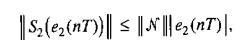 ‖S₂(e₂(nT))‖ ≤ ‖𝒩‖‖e₂(nT)|,